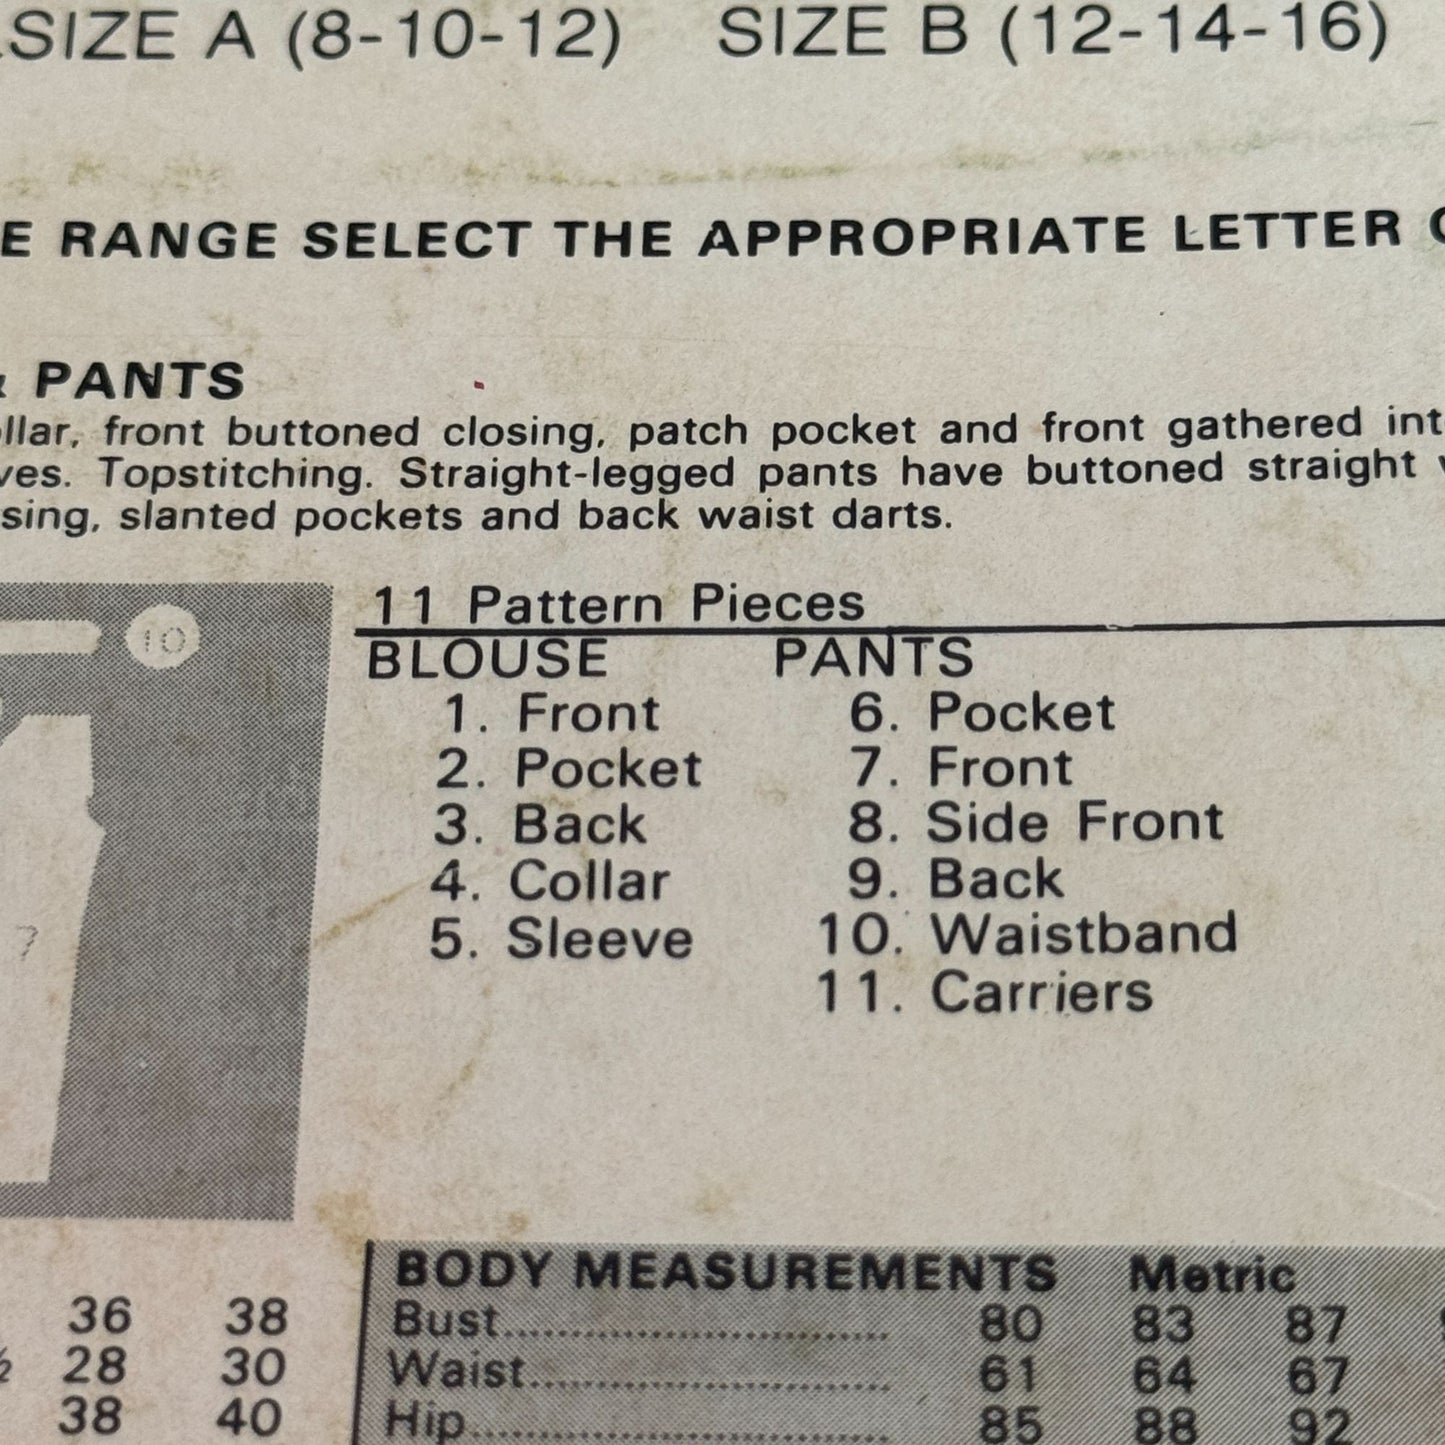 SIZE A (8-10-12) SIZE B (12-14-16)
E RANGE SELECT THE APPROPRIATE LETTER
& PANTS
llar, front buttoned closing, patch pocket and front gathered int
ves. Topstitching. Straight-legged pants have buttoned straight
sing, slanted pockets and back waist darts.
11 Pattern Pieces
10
BLOUSE PANTS
1. Front 6. Pocket
2. Pocket 7. Front
3. Back 8. Side Front
4. Collar 9. Back
5. Sleeve 10. Waistband
11. Carriers
7
BODY MEASUREMENTS Metric
36 38 Bust 80 83 87
½ 28 30 Waist 61 64 67
38 40 Hip 85 88 92